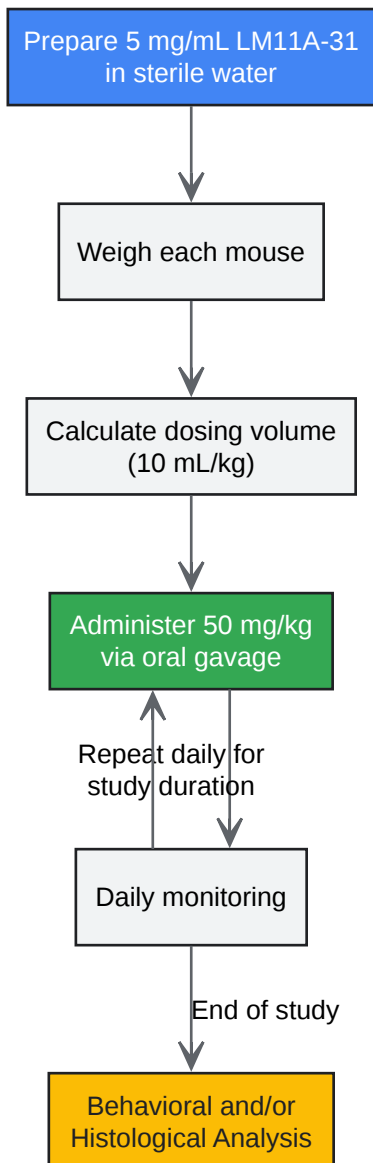 Prepare 5 mg/mL LM11A-31
in sterile water
Weigh each mouse
Calculate dosing volume
(10 mL/kg)
Administer 50 mg/kg
via oral gavage
Repeat daily for
study duration
Daily monitoring
End of study
Behavioral and/or
Histological Analysis